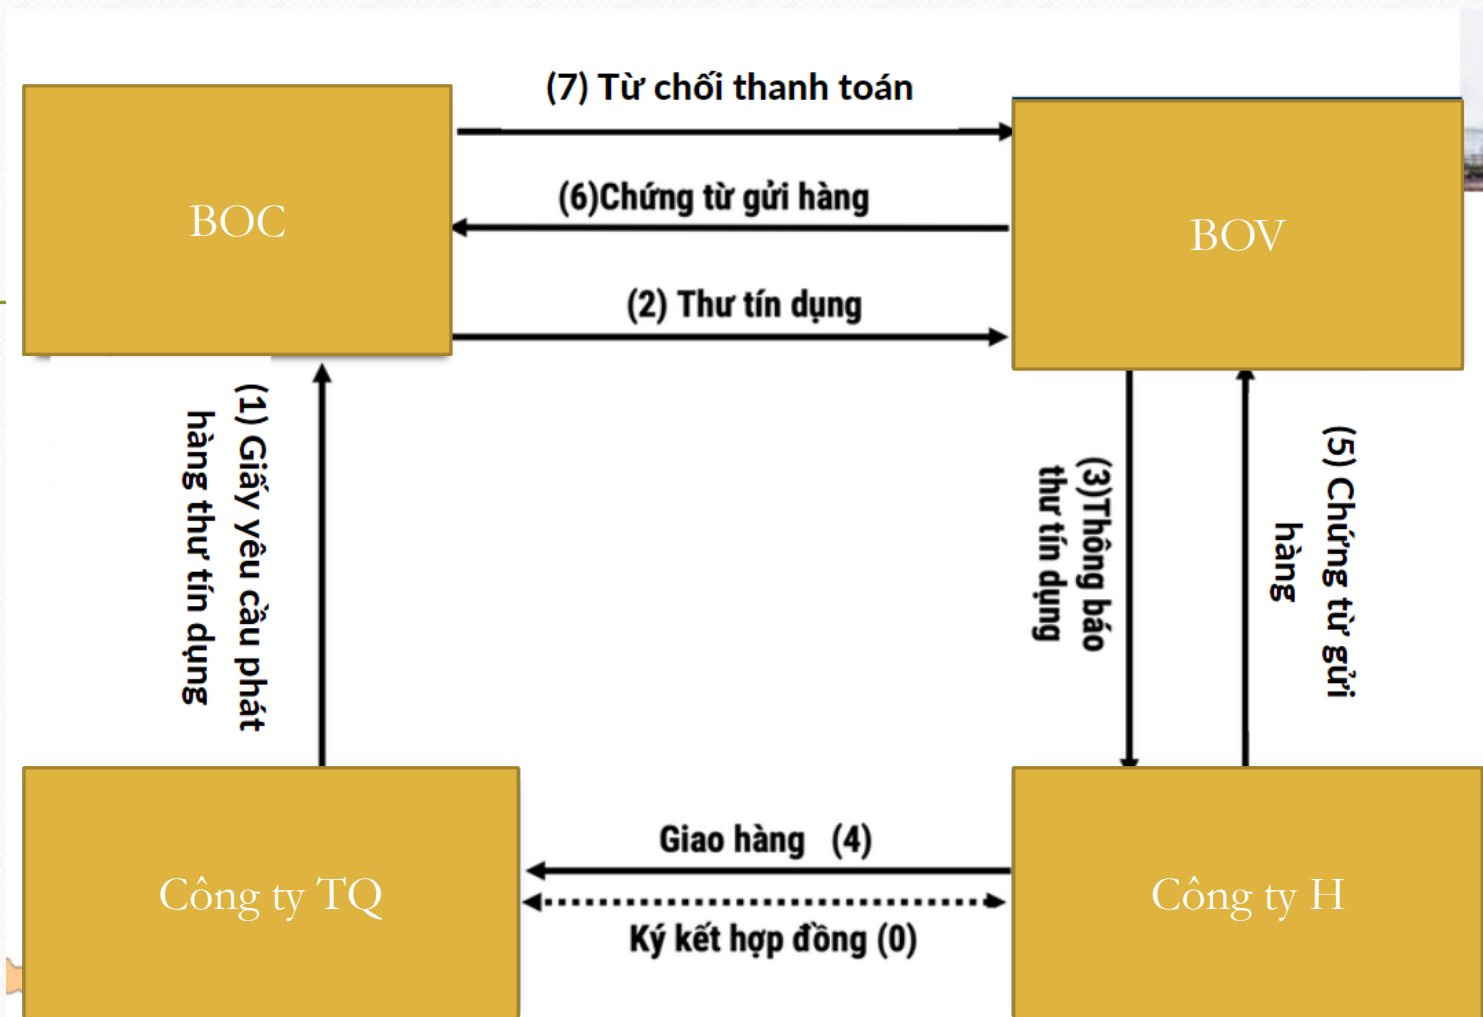 (7) Từ chối thanh toán
BOC
(6)Chứng từ gửi hàng
BOV
(2) Thư tín dụng
(1) Giấy yêu cầu phát
hàng thư tín dụng
(3)Thông báo
thư tín dụng
(5) Chứng từ gửi
hàng
Giao hàng (4)
Công ty TQ
Công ty H
Ký kết hợp đồng (0)